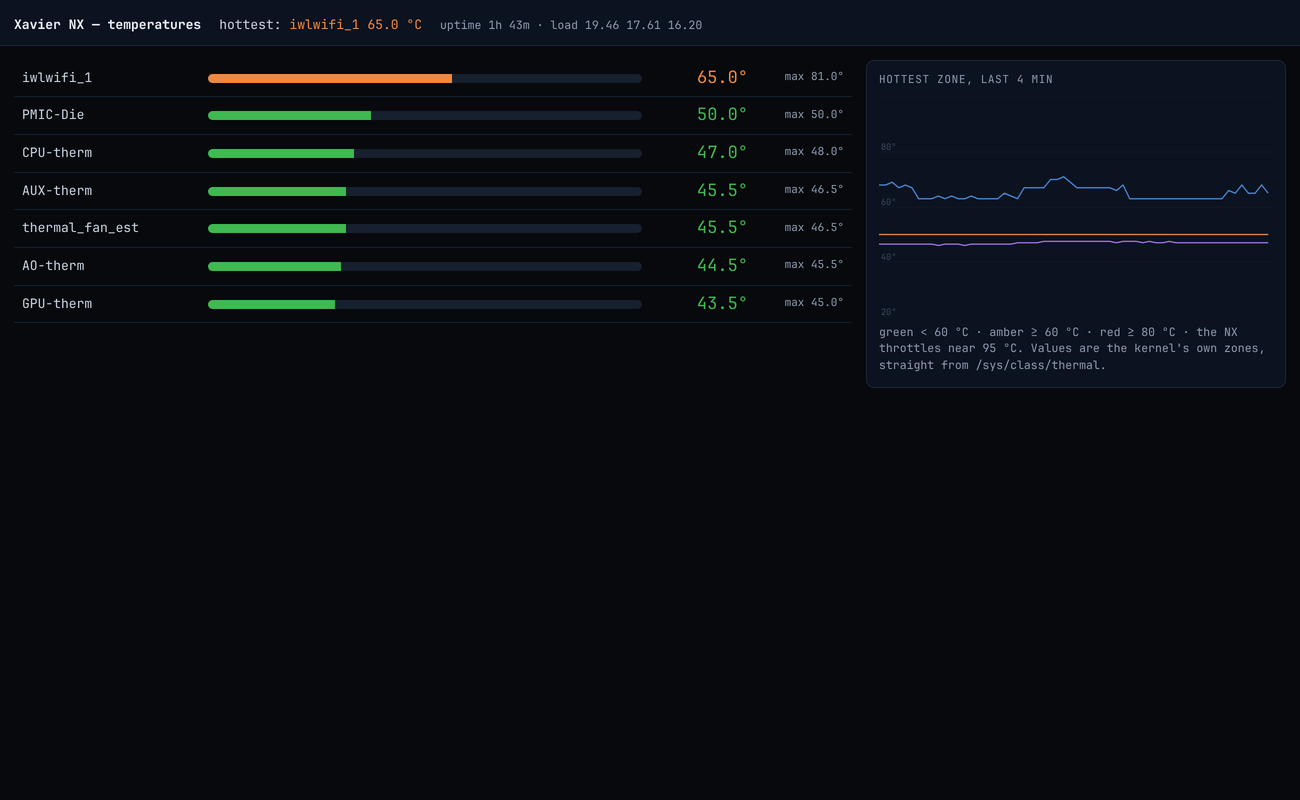 Xavier NX — temperatures hottest: iwlwifi_1 65.0 °C uptime 1h 43m · load 19.46 17.61 16.20
iwlwifi_1 65.0° max 81.0°
PMIC-Die 50.0° max 50.0°
CPU-therm 47.0° max 48.0°
AUX-therm 45.5° max 46.5°
thermal_fan_est 45.5° max 46.5°
AO-therm 44.5° max 45.5°
GPU-therm 43.5° max 45.0°
HOTTEST ZONE, LAST 4 MIN
80°
60°
40°
20°
green < 60 °C · amber ≥ 60 °C · red ≥ 80 °C · the NX
throttles near 95 °C. Values are the kernel's own zones,
straight from /sys/class/thermal.